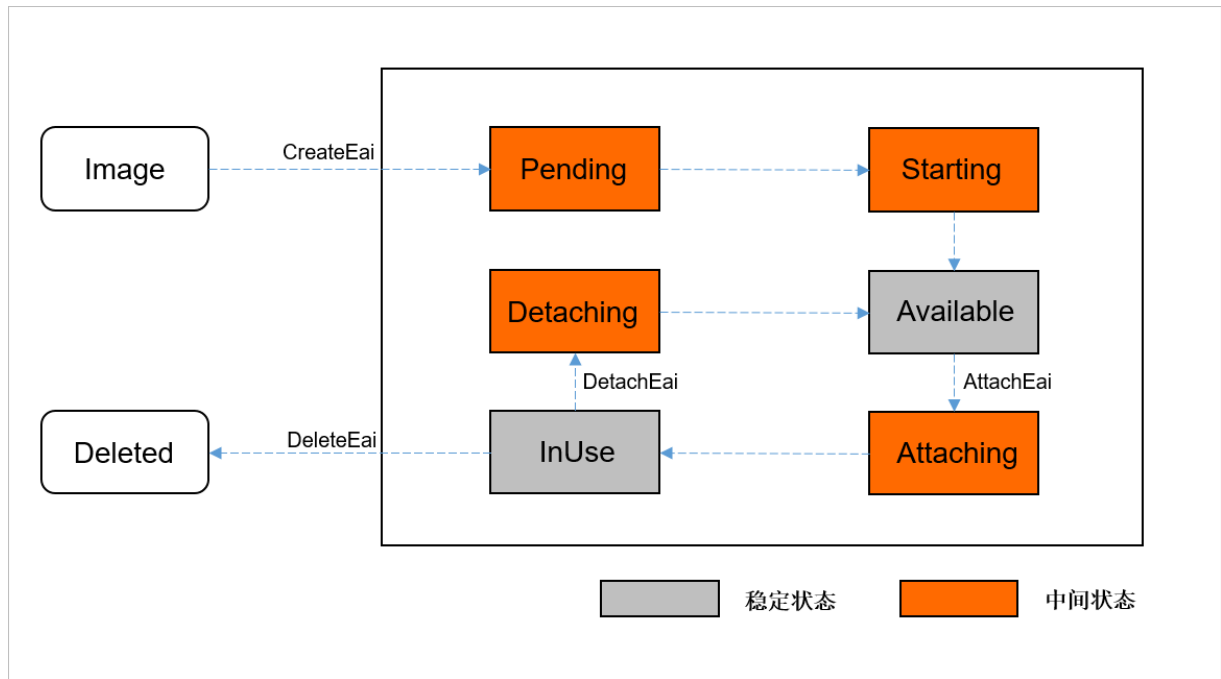 Image
CreateEai
Pending
Starting
Detaching
Available
DetachEai
AttachEai
Deleted
DeleteEai
InUse
Attaching
稳定状态
中间状态